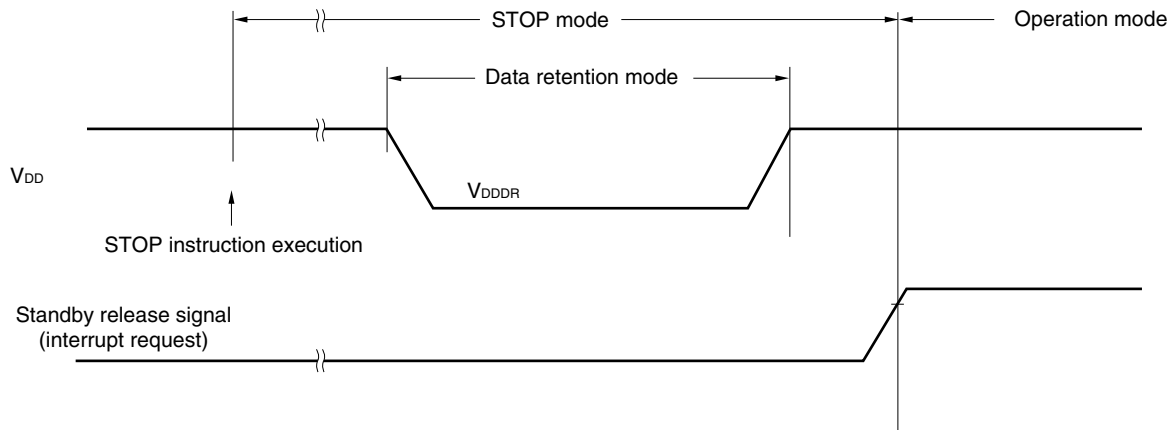 STOP mode
Operation mode
Data retention mode
VDD
VDDDR
STOP instruction execution
Standby release signal
(interrupt request)